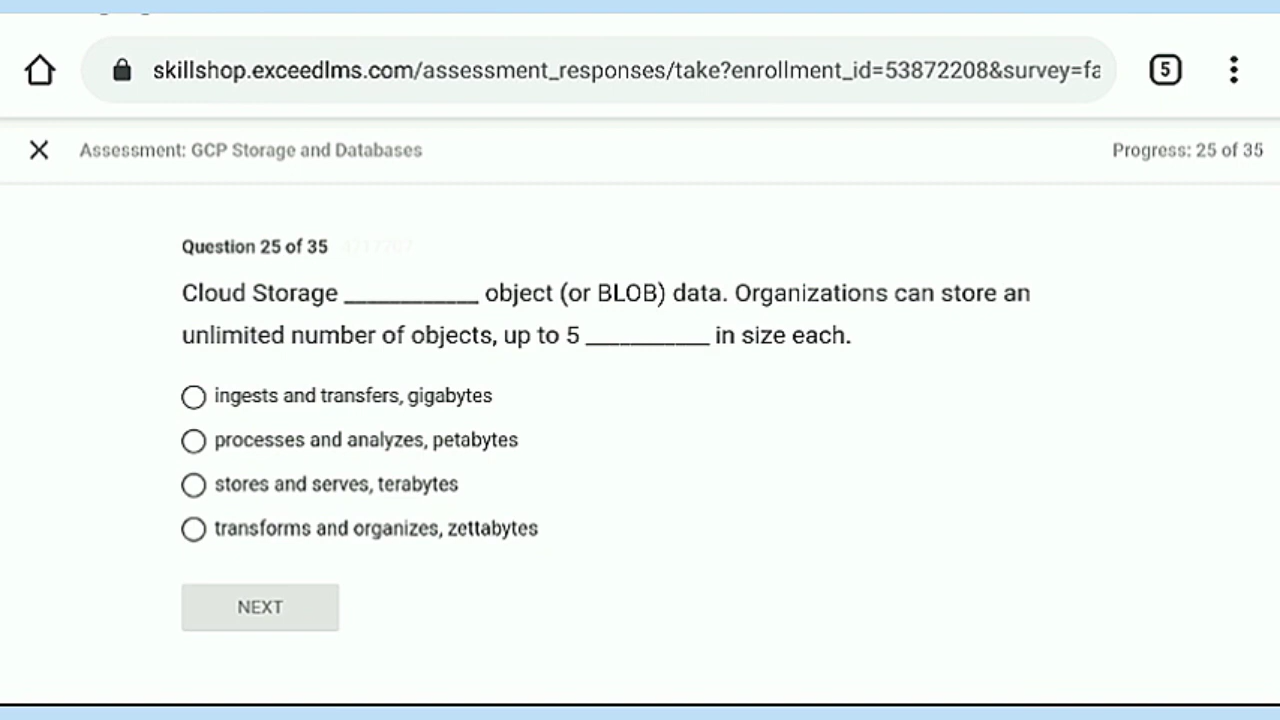 skillshop.exceedlms.com/assessment_responses/take?enrollment_id=53872208&survey=fa
5
Assessment: GCP Storage and Databases
Progress: 25 of 35
Question 25 of 35
Cloud Storage ___________ object (or BLOB) data. Organizations can store an
unlimited number of objects, up to 5 __________ in size each.
ingests and transfers, gigabytes
processes and analyzes, petabytes
stores and serves, terabytes
transforms and organizes, zettabytes
NEXT